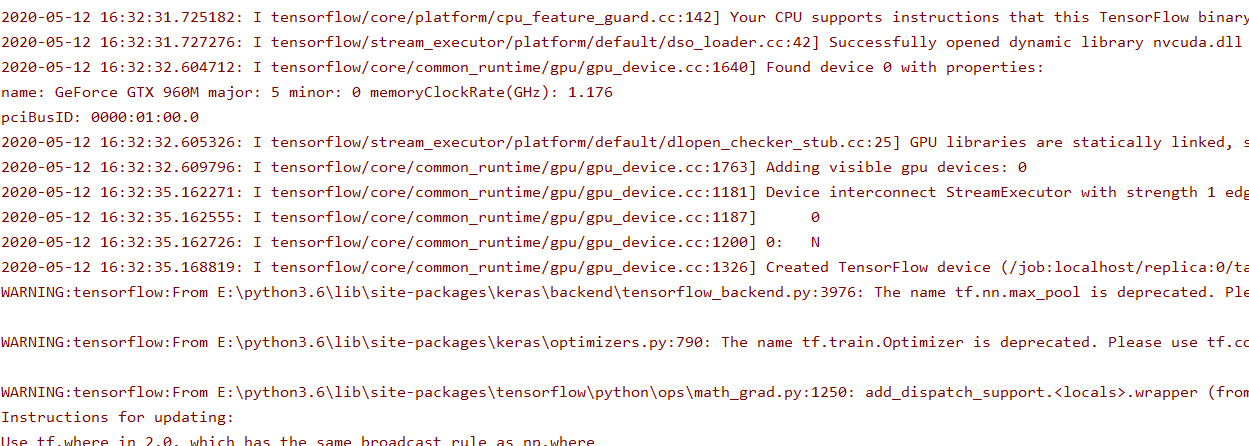 2020-05-12 16:32:31.725182: I tensorflow/core/platform/cpu_feature_guard.cc:142] Your CPU supports instructions that this TensorFlow binary
2020-05-12 16:32:31.727276: I tensorflow/stream_executor/platform/default/dso_loader.cc:42] Successfully opened dynamic library nvcuda.dll
2020-05-12 16:32:32.604712: I tensorflow/core/common_runtime/gpu/gpu_device.cc:1640] Found device 0 with properties:
name: GeForce GTX 960M major: 5 minor: 0 memoryClockRate(GHz): 1.176
pciBusID: 0000:01:00.0
2020-05-12 16:32:32.605326: I tensorflow/stream_executor/platform/default/dlopen_checker_stub.cc:25] GPU libraries are statically linked, s
2020-05-12 16:32:32.609796: I tensorflow/core/common_runtime/gpu/gpu_device.cc:1763] Adding visible gpu devices: 0
2020-05-12 16:32:35.162271: I tensorflow/core/common_runtime/gpu/gpu_device.cc:1181] Device interconnect StreamExecutor with strength 1 edg
2020-05-12 16:32:35.162555: I tensorflow/core/common_runtime/gpu/gpu_device.cc:1187]      0
2020-05-12 16:32:35.162726: I tensorflow/core/common_runtime/gpu/gpu_device.cc:1200] 0:   N
2020-05-12 16:32:35.168819: I tensorflow/core/common_runtime/gpu/gpu_device.cc:1326] Created TensorFlow device (/job:localhost/replica:0/ta
WARNING:tensorflow:From E:\python3.6\lib\site-packages\keras\backend\tensorflow_backend.py:3976: The name tf.nn.max_pool is deprecated. Ple
WARNING:tensorflow:From E:\python3.6\lib\site-packages\keras\optimizers.py:790: The name tf.train.Optimizer is deprecated. Please use tf.co
WARNING:tensorflow:From E:\python3.6\lib\site-packages\tensorflow\python\ops\math_grad.py:1250: add_dispatch_support.<locals>.wrapper (from
Instructions for updating:
Use tf.where in 2.0, which has the same broadcast rule as np.where